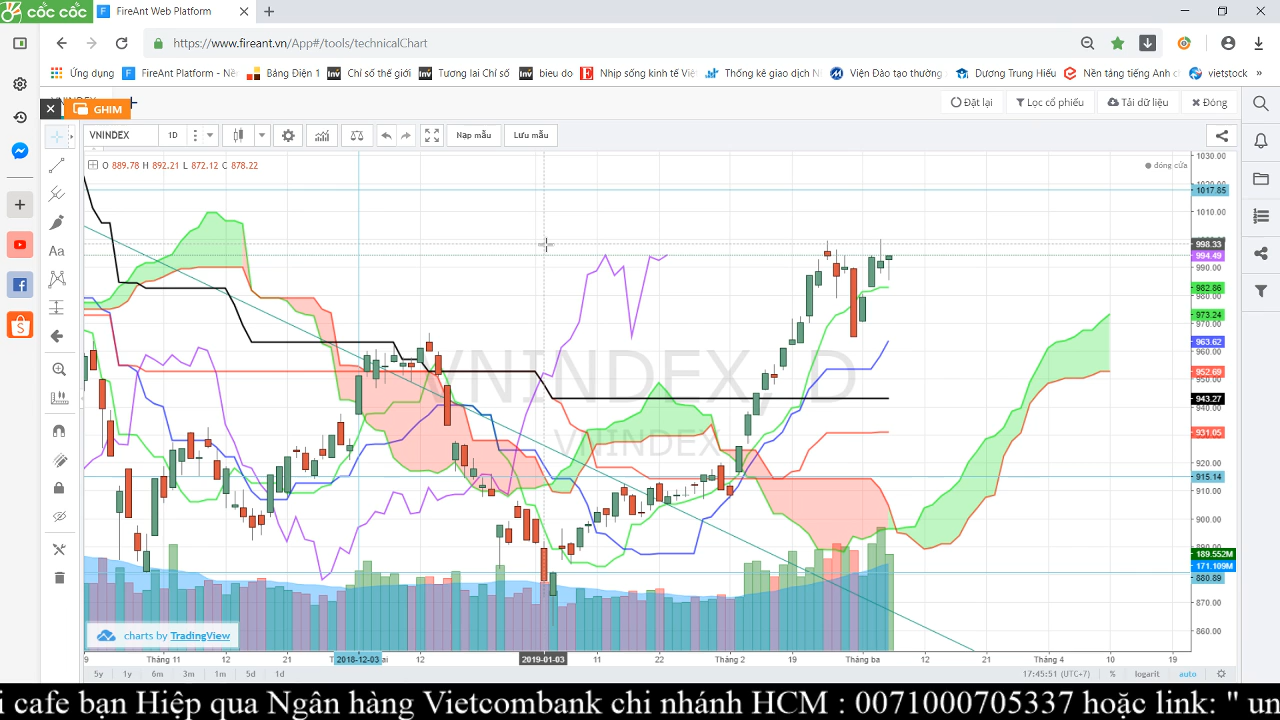 cốc cốc
FireAnt Web Platform
https://www.fireant.vn/App#/tools/technicalChart
Ứng dụng
FireAnt Platform - Nề
Bảng Điện 1
Chỉ số thế giới
Tương lai Chỉ số
bieu do
Nhịp sống kinh tế Việ
Thống kê giao dịch N
Viện Đào tạo thương
Dương Trung Hiếu
Nền tảng tiếng Anh c
vietstock
»
GHIM
Đặt lại
Lọc cổ phiếu
Tải dữ liệu
Đóng
VNINDEX
1D
Nạp mẫu
Lưu mẫu
O 889.78 H 892.21 L 872.12 C 878.22
đóng cửa
Aa
VNINDEX, D
VNINDEX
1030.00
1017.85
1010.00
998.33
994.49
990.00
982.86
980.00
973.24
970.00
963.62
960.00
952.69
950.00
943.27
940.00
931.05
920.00
915.14
910.00
900.00
189.552M
171.109M
880.89
870.00
860.00
charts by TradingView
9
Tháng 11
12
21
2018-12-03
12
2019-01-03
11
22
Tháng 2
19
Tháng ba
12
21
Tháng 4
10
19
5y
1y
6m
3m
1m
5d
1d
17:45:51 (UTC+7)
%
logarit
auto
i cafe bạn Hiệp qua Ngân hàng Vietcombank chi nhánh HCM : 0071000705337 hoặc link: " un